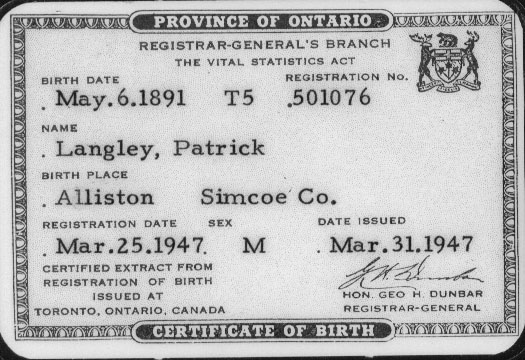 PROVINCE OF ONTARIO
REGISTRAR-GENERAL'S BRANCH
THE VITAL STATISTICS ACT
BIRTH DATE REGISTRATION No.
May. 6. 1891 T5 .501076
NAME
. Langley, Patrick
BIRTH PLACE
. Alliston Simcoe Co.
REGISTRATION DATE SEX DATE ISSUED
. Mar. 25. 1947. M . Mar. 31. 1947
CERTIFIED EXTRACT FROM
REGISTRATION OF BIRTH
ISSUED AT
TORONTO, ONTARIO, CANADA
HON. GEO H. DUNBAR
REGISTRAR-GENERAL
CERTIFICATE OF BIRTH